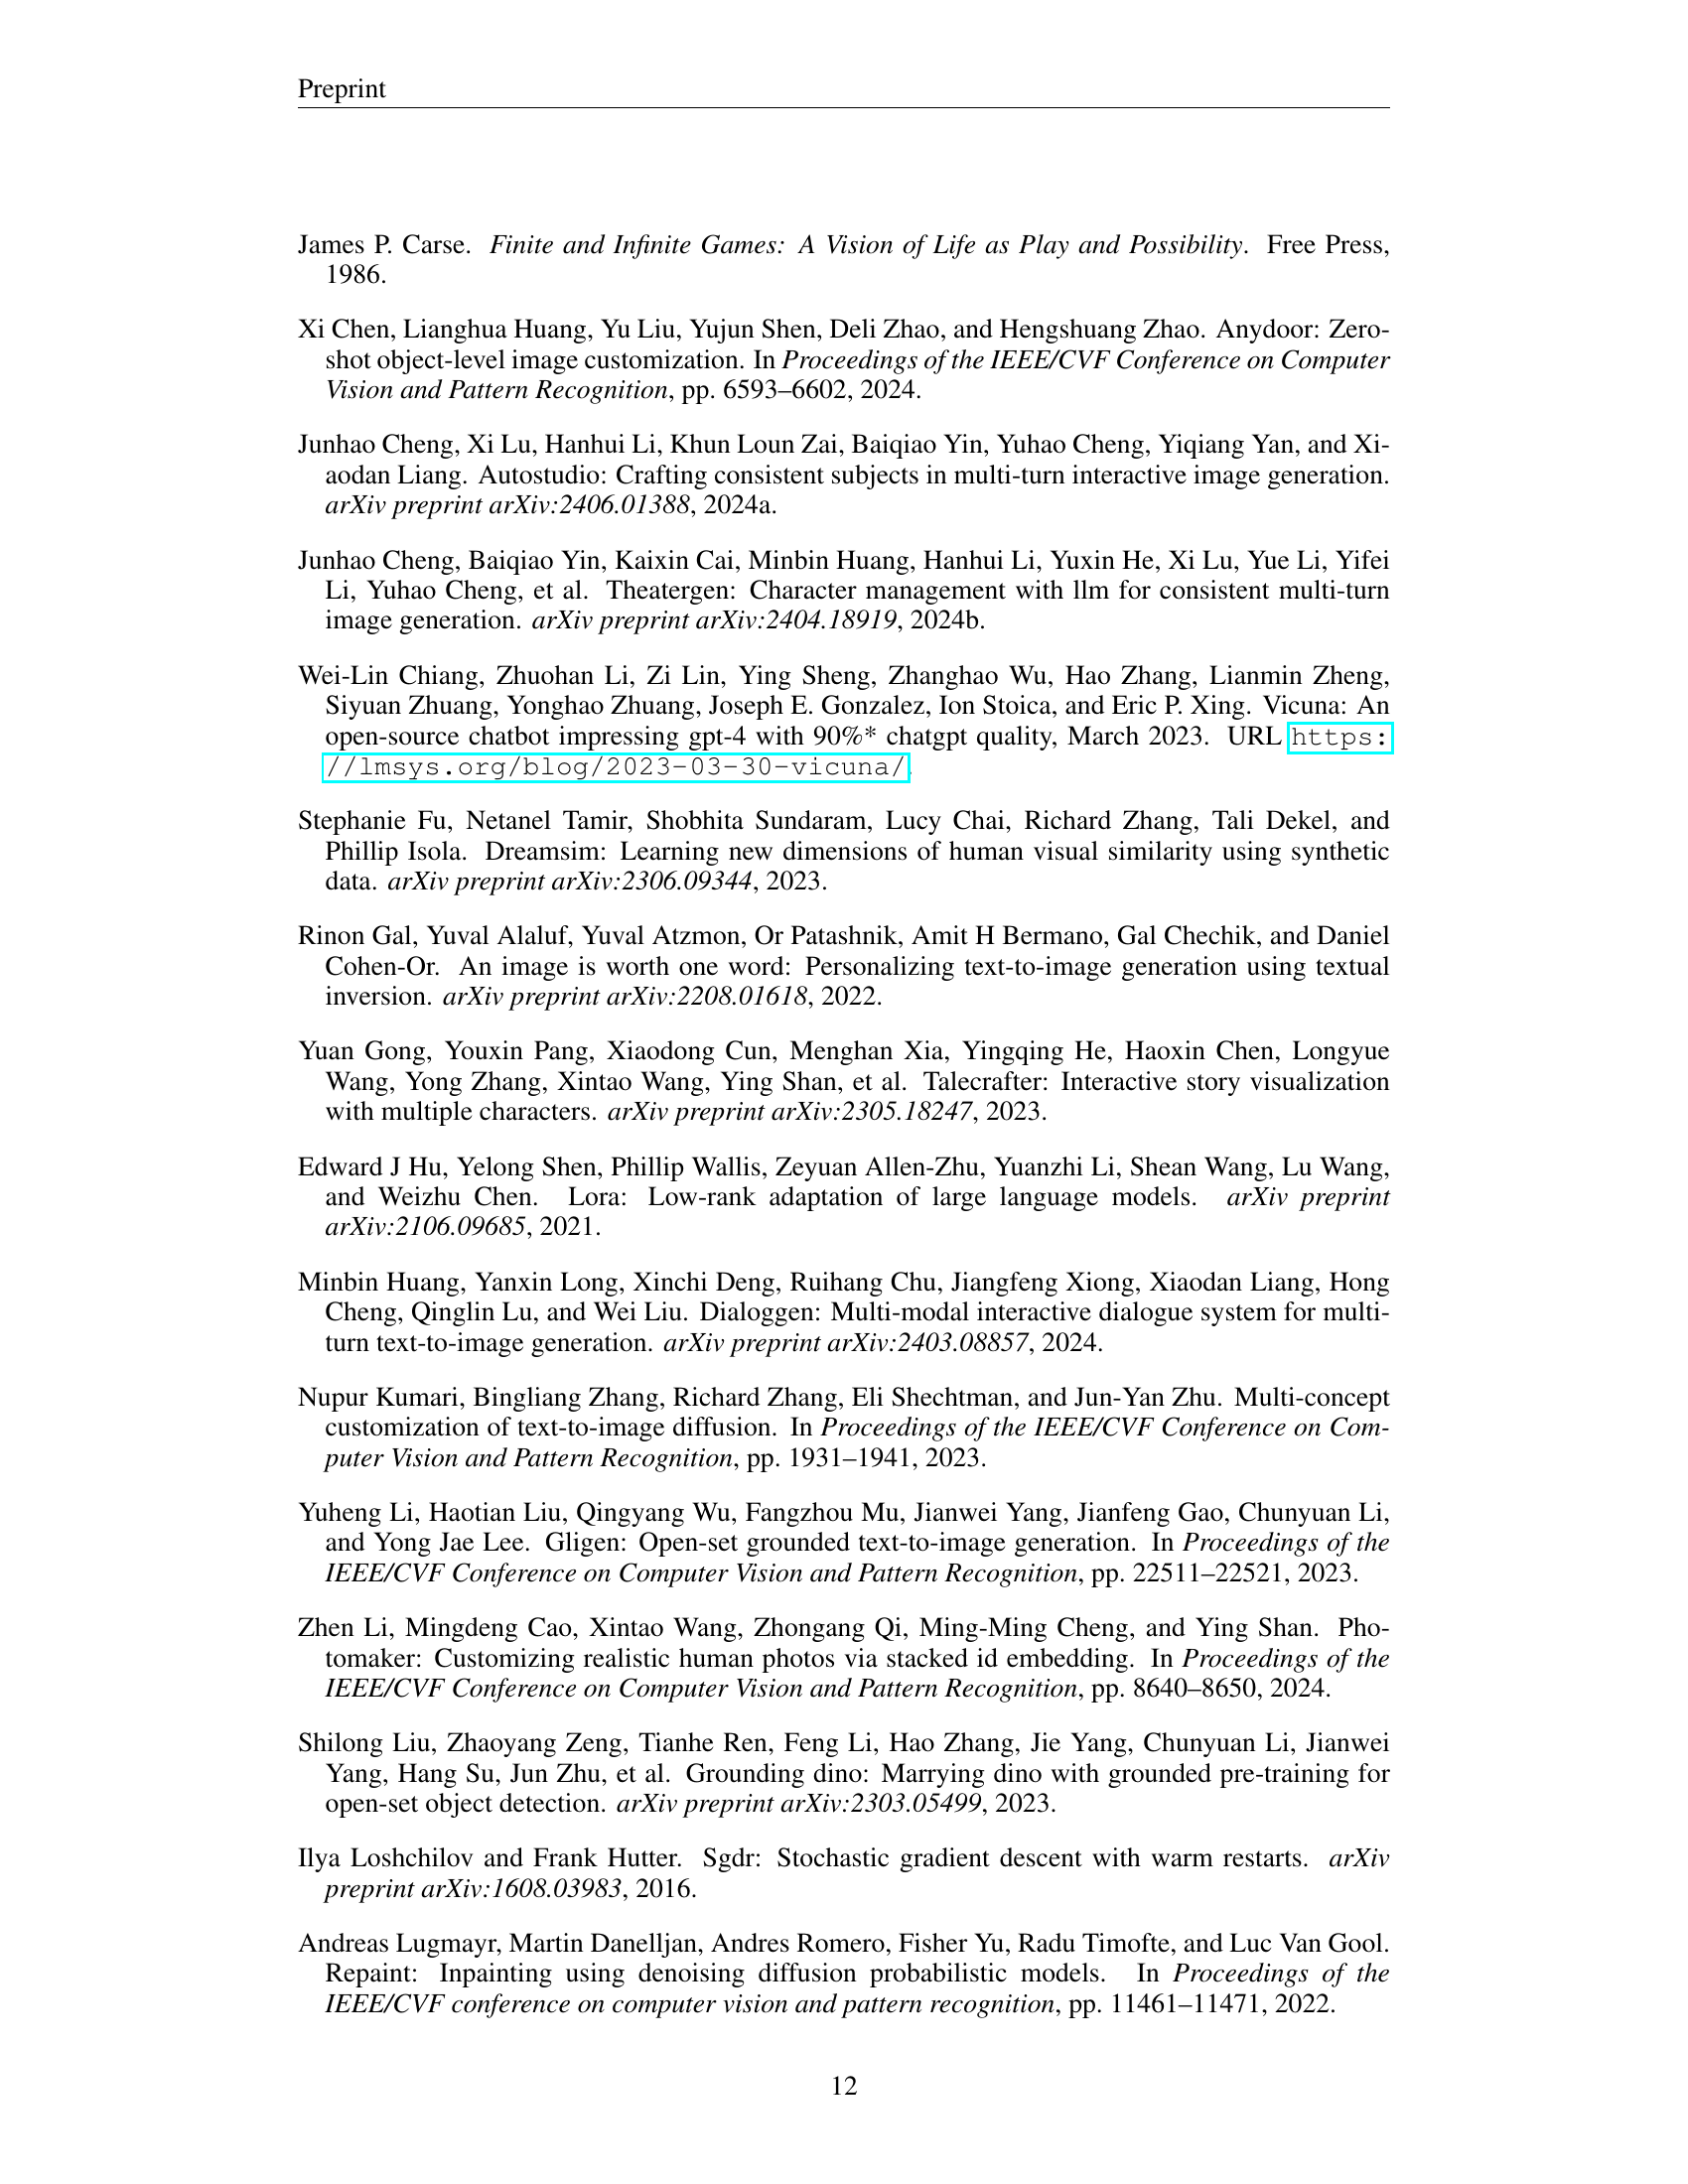 Preprint
James P. Carse. Finite and Infinite Games: A Vision of Life as Play and Possibility. Free Press,
1986.
Xi Chen, Lianghua Huang, Yu Liu, Yujun Shen, Deli Zhao, and Hengshuang Zhao. Anydoor: Zero-
shot object-level image customization. In Proceedings of the IEEE/CVF Conference on Computer
Vision and Pattern Recognition, pp. 6593–6602, 2024.
Junhao Cheng, Xi Lu, Hanhui Li, Khun Loun Zai, Baiqiao Yin, Yuhao Cheng, Yiqiang Yan, and Xi-
aodan Liang. Autostudio: Crafting consistent subjects in multi-turn interactive image generation.
arXiv preprint arXiv:2406.01388, 2024a.
Junhao Cheng, Baiqiao Yin, Kaixin Cai, Minbin Huang, Hanhui Li, Yuxin He, Xi Lu, Yue Li, Yifei
Li, Yuhao Cheng, et al. Theatergen: Character management with llm for consistent multi-turn
image generation. arXiv preprint arXiv:2404.18919, 2024b.
Wei-Lin Chiang, Zhuohan Li, Zi Lin, Ying Sheng, Zhanghao Wu, Hao Zhang, Lianmin Zheng,
Siyuan Zhuang, Yonghao Zhuang, Joseph E. Gonzalez, Ion Stoica, and Eric P. Xing. Vicuna: An
open-source chatbot impressing gpt-4 with 90%* chatgpt quality, March 2023. URL https:
//lmsys.org/blog/2023-03-30-vicuna/.
Stephanie Fu, Netanel Tamir, Shobhita Sundaram, Lucy Chai, Richard Zhang, Tali Dekel, and
Phillip Isola. Dreamsim: Learning new dimensions of human visual similarity using synthetic
data. arXiv preprint arXiv:2306.09344, 2023.
Rinon Gal, Yuval Alaluf, Yuval Atzmon, Or Patashnik, Amit H Bermano, Gal Chechik, and Daniel
Cohen-Or. An image is worth one word: Personalizing text-to-image generation using textual
inversion. arXiv preprint arXiv:2208.01618, 2022.
Yuan Gong, Youxin Pang, Xiaodong Cun, Menghan Xia, Yingqing He, Haoxin Chen, Longyue
Wang, Yong Zhang, Xintao Wang, Ying Shan, et al. Talecrafter: Interactive story visualization
with multiple characters. arXiv preprint arXiv:2305.18247, 2023.
Edward J Hu, Yelong Shen, Phillip Wallis, Zeyuan Allen-Zhu, Yuanzhi Li, Shean Wang, Lu Wang,
and Weizhu Chen. Lora: Low-rank adaptation of large language models. arXiv preprint
arXiv:2106.09685, 2021.
Minbin Huang, Yanxin Long, Xinchi Deng, Ruihang Chu, Jiangfeng Xiong, Xiaodan Liang, Hong
Cheng, Qinglin Lu, and Wei Liu. Dialoggen: Multi-modal interactive dialogue system for multi-
turn text-to-image generation. arXiv preprint arXiv:2403.08857, 2024.
Nupur Kumari, Bingliang Zhang, Richard Zhang, Eli Shechtman, and Jun-Yan Zhu. Multi-concept
customization of text-to-image diffusion. In Proceedings of the IEEE/CVF Conference on Com-
puter Vision and Pattern Recognition, pp. 1931–1941, 2023.
Yuheng Li, Haotian Liu, Qingyang Wu, Fangzhou Mu, Jianwei Yang, Jianfeng Gao, Chunyuan Li,
and Yong Jae Lee. Gligen: Open-set grounded text-to-image generation. In Proceedings of the
IEEE/CVF Conference on Computer Vision and Pattern Recognition, pp. 22511–22521, 2023.
Zhen Li, Mingdeng Cao, Xintao Wang, Zhongang Qi, Ming-Ming Cheng, and Ying Shan. Pho-
tomaker: Customizing realistic human photos via stacked id embedding. In Proceedings of the
IEEE/CVF Conference on Computer Vision and Pattern Recognition, pp. 8640–8650, 2024.
Shilong Liu, Zhaoyang Zeng, Tianhe Ren, Feng Li, Hao Zhang, Jie Yang, Chunyuan Li, Jianwei
Yang, Hang Su, Jun Zhu, et al. Grounding dino: Marrying dino with grounded pre-training for
open-set object detection. arXiv preprint arXiv:2303.05499, 2023.
Ilya Loshchilov and Frank Hutter. Sgdr: Stochastic gradient descent with warm restarts. arXiv
preprint arXiv:1608.03983, 2016.
Andreas Lugmayr, Martin Danelljan, Andres Romero, Fisher Yu, Radu Timofte, and Luc Van Gool.
Repaint: Inpainting using denoising diffusion probabilistic models. In Proceedings of the
IEEE/CVF conference on computer vision and pattern recognition, pp. 11461–11471, 2022.
12